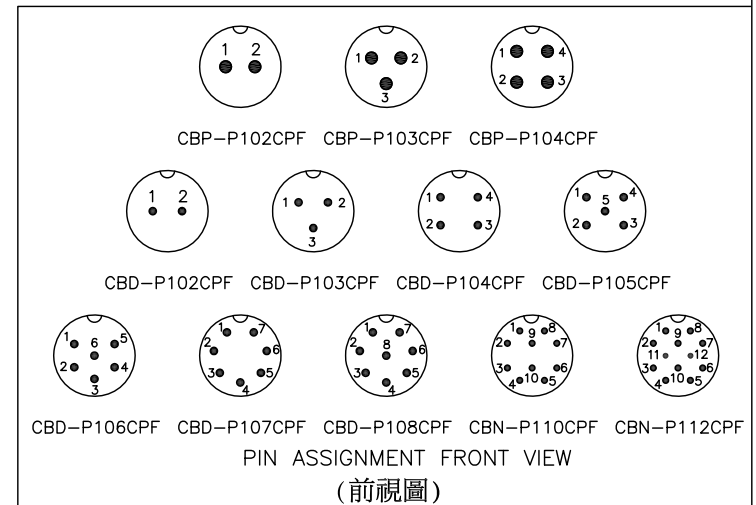 1 2
1 2 3
1 4 2 3
CBP-P102CPF CBP-P103CPF CBP-P104CPF
1 2
1 2 3
1 4 2 3
1 5 4 2 3
CBD-P102CPF CBD-P103CPF CBD-P104CPF CBD-P105CPF
1 6 5 2 4 3
1 7 2 6 3 5 4
1 7 8 2 6 3 5 4
1 9 8 2 7 3 6 4 10 5
1 9 8 2 7 11 12 3 6 4 10 5
CBD-P106CPF CBD-P107CPF CBD-P108CPF CBN-P110CPF CBN-P112CPF
PIN ASSIGNMENT FRONT VIEW
(前視圖)